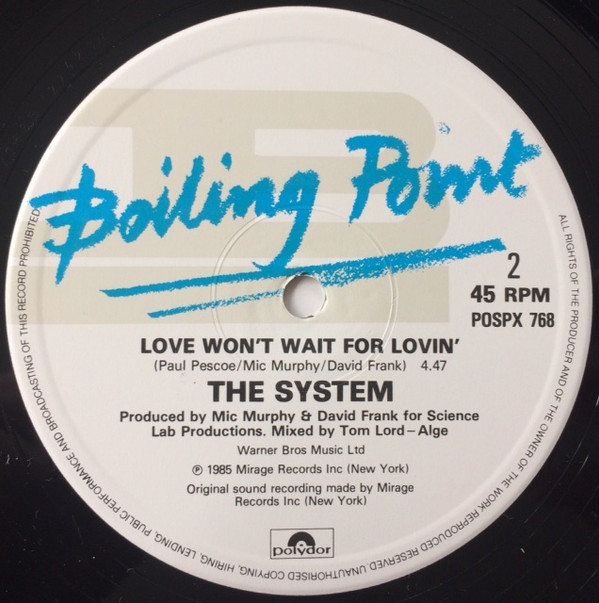 Boiling Point
2
45 RPM
POSPX 768
LOVE WON'T WAIT FOR LOVIN'
(Paul Pescoe/Mic Murphy/David Frank) 4.47
THE SYSTEM
Produced by Mic Murphy & David Frank for Science
Lab Productions. Mixed by Tom Lord – Alge
Warner Bros Music Ltd
℗ 1985 Mirage Records Inc (New York)
Original sound recording made by Mirage
Records Inc (New York)
polydor
ALL RIGHTS OF THE PRODUCER AND OF THE OWNER OF THE WORK REPRODUCED RESERVED. UNAUTHORISED COPYING, HIRING, LENDING, PUBLIC PERFORMANCE AND BROADCASTING OF THIS RECORD PROHIBITED